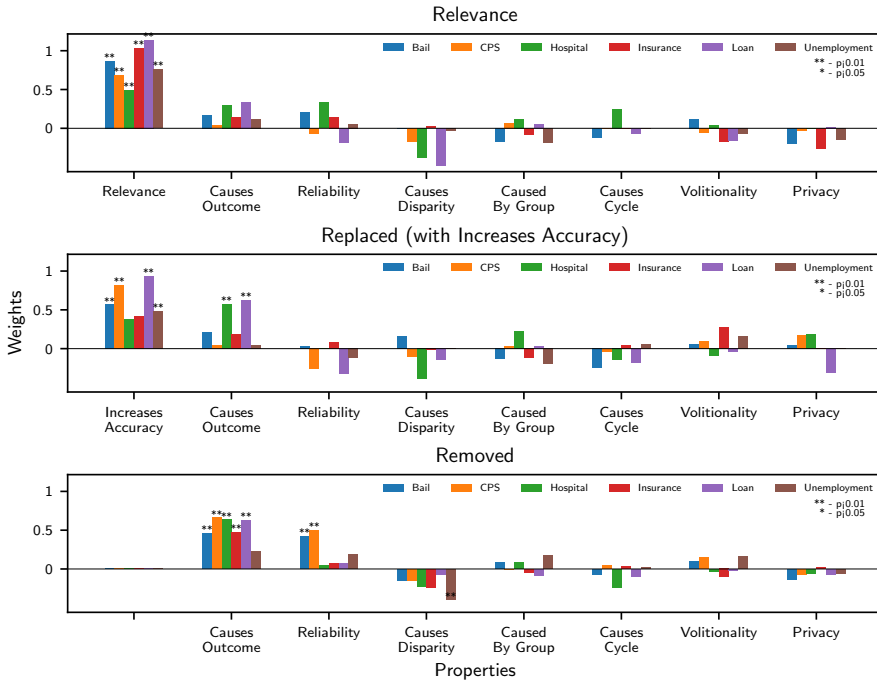 Relevance
Bail CPS Hospital Insurance Loan Unemployment
** - p¡0.01
* - p¡0.05
1
0.5
0
** ** ** ** ** **
Relevance Causes Outcome Reliability Causes Disparity Caused By Group Causes Cycle Volitionality Privacy
Replaced (with Increases Accuracy)
Bail CPS Hospital Insurance Loan Unemployment
** - p¡0.01
* - p¡0.05
1
0.5
0
** ** ** ** ** **
Weights
Increases Accuracy Causes Outcome Reliability Causes Disparity Caused By Group Causes Cycle Volitionality Privacy
Removed
Bail CPS Hospital Insurance Loan Unemployment
** - p¡0.01
* - p¡0.05
1
0.5
0
** ** ** ** ** ** ** **
Causes Outcome Reliability Causes Disparity Caused By Group Causes Cycle Volitionality Privacy
Properties